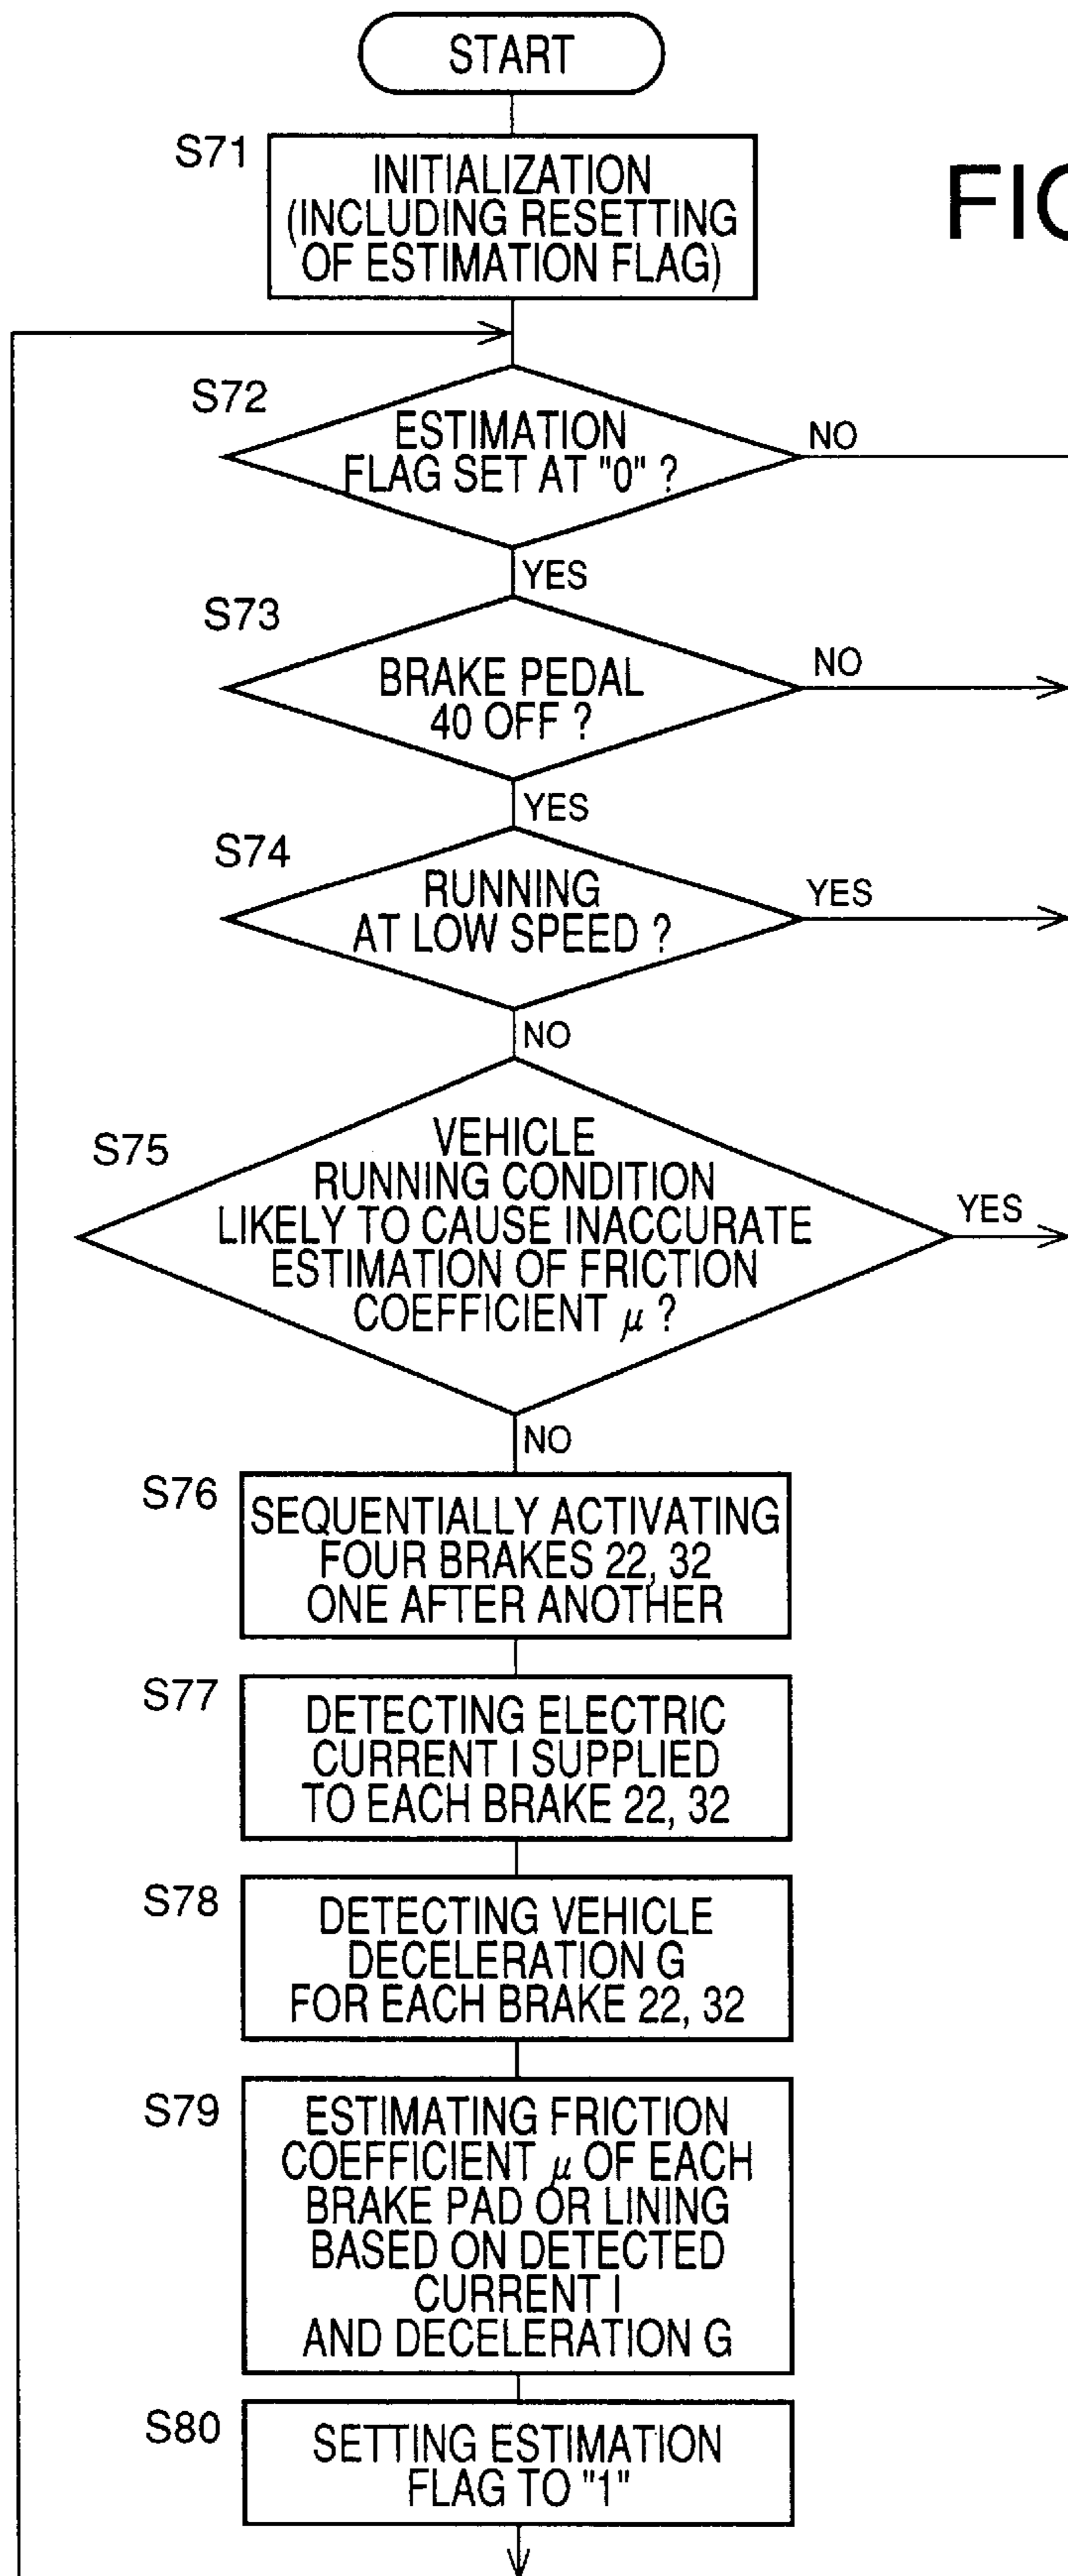 START
S71
INITIALIZATION
(INCLUDING RESETTING
OF ESTIMATION FLAG)
FIG
S72
ESTIMATION
FLAG SET AT "0" ?
NO
YES
S73
BRAKE PEDAL
40 OFF ?
NO
YES
S74
RUNNING
AT LOW SPEED ?
YES
NO
S75
VEHICLE
RUNNING CONDITION
LIKELY TO CAUSE INACCURATE
ESTIMATION OF FRICTION
COEFFICIENT μ ?
YES
NO
S76
SEQUENTIALLY ACTIVATING
FOUR BRAKES 22, 32
ONE AFTER ANOTHER
S77
DETECTING ELECTRIC
CURRENT I SUPPLIED
TO EACH BRAKE 22, 32
S78
DETECTING VEHICLE
DECELERATION G
FOR EACH BRAKE 22, 32
S79
ESTIMATING FRICTION
COEFFICIENT μ OF EACH
BRAKE PAD OR LINING
BASED ON DETECTED
CURRENT I
AND DECELERATION G
S80
SETTING ESTIMATION
FLAG TO "1"